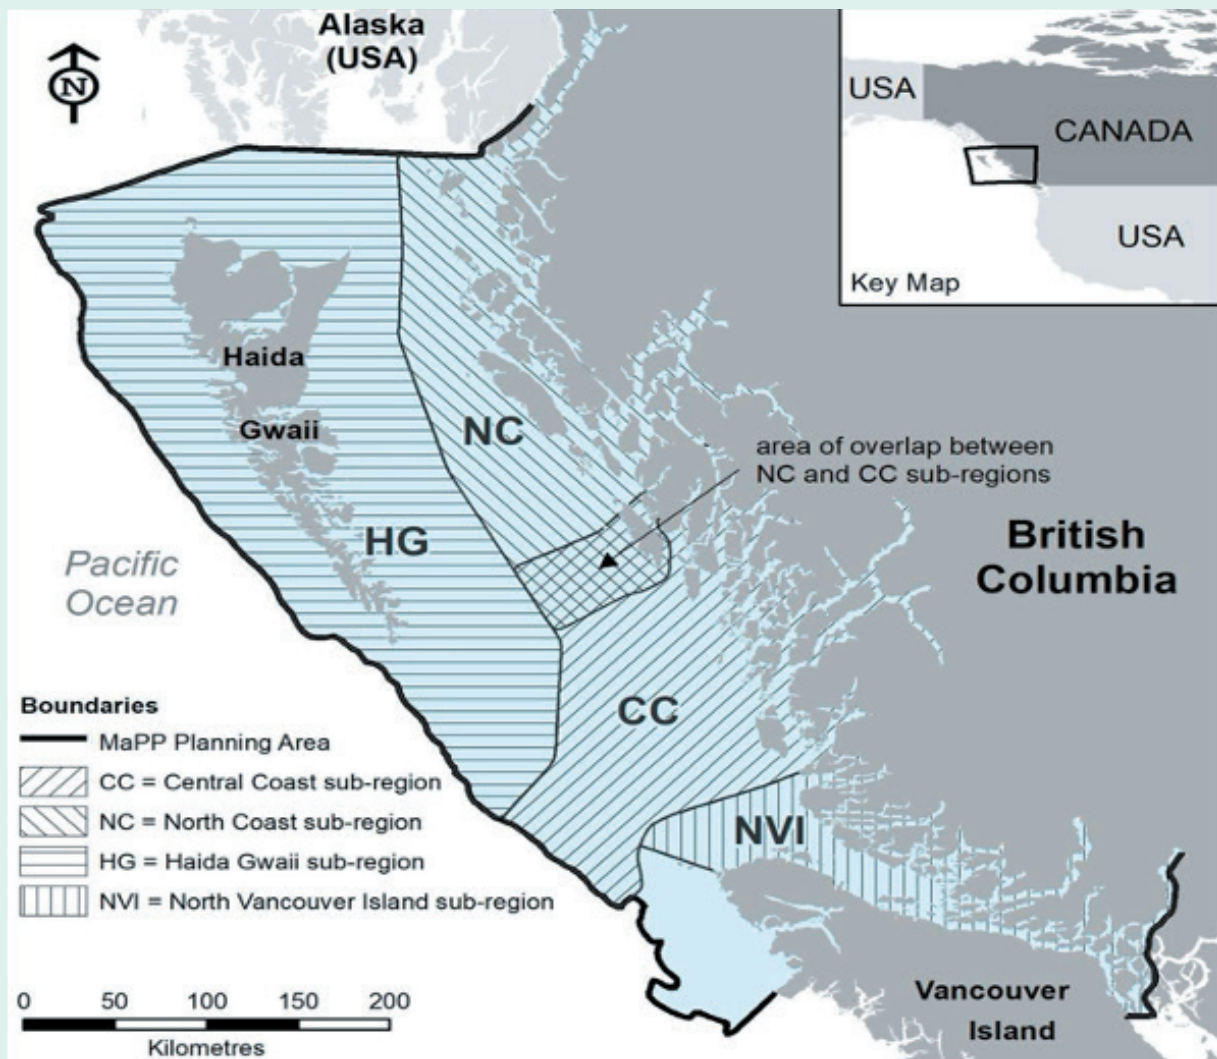 Alaska
(USA)
N
USA
CANADA
USA
Key Map
Haida
Gwaii
NC
area of overlap between
NC and CC sub-regions
HG
British
Columbia
Pacific
Ocean
CC
NVI
Boundaries
MaPP Planning Area
CC = Central Coast sub-region
NC = North Coast sub-region
HG = Haida Gwaii sub-region
NVI = North Vancouver Island sub-region
Vancouver
Island
0 50 100 150 200
Kilometres